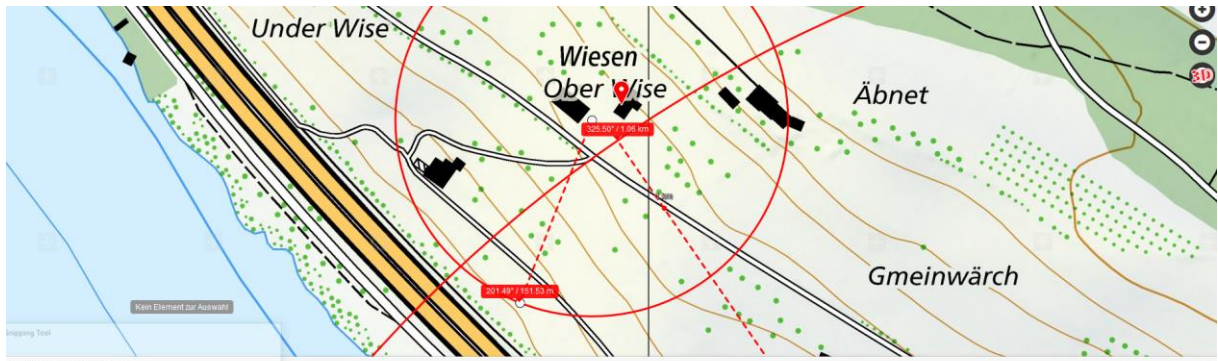 Under Wise
Wiesen
Ober Wise
Äbnet
325.50° / 1.06 km
Gmeinwärch
201.49° / 151.53 m
Kein Element zur Auswahl
Snipping Tool
3D